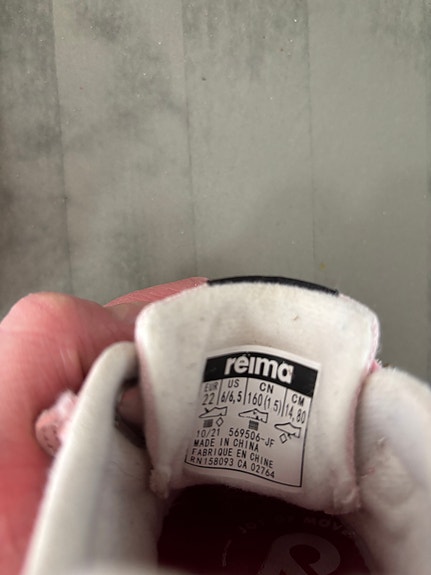 reima
EUR US CN CM
22 6/6,5 160(1.5) 14,80
10/21 569506-JF
MADE IN CHINA
FABRIQUE EN CHINE
RN158093 CA 02764